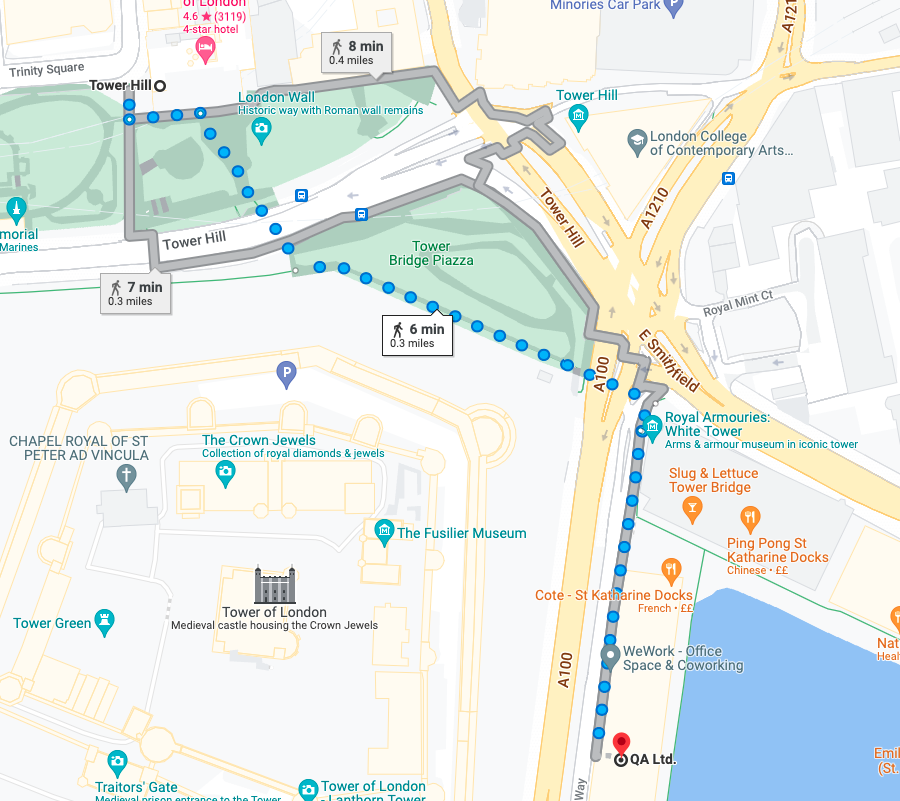 of London
4.6 ★ (3119)
4-star hotel
Minories Car Park
A121
Trinity Square
8 min
0.4 miles
Tower Hill
London Wall
Historic way with Roman wall remains
Tower Hill
London College
of Contemporary Arts...
A1210
Tower Hill
morial
Marines
Tower Hill
Tower
Bridge Piazza
7 min
0.3 miles
Royal Mint Ct
6 min
0.3 miles
E Smithfield
A100
P
Royal Armouries:
White Tower
Arms & armour museum in iconic tower
CHAPEL ROYAL OF ST
PETER AD VINCULA
The Crown Jewels
Collection of royal diamonds & jewels
Slug & Lettuce
Tower Bridge
The Fusilier Museum
Ping Pong St
Katharine Docks
Chinese • ££
Cote - St Katharine Docks
French • ££
Tower of London
Medieval castle housing the Crown Jewels
Tower Green
Nat
Heal
WeWork - Office
Space & Coworking
A100
QA Ltd.
Emil
(St.
Way
Traitors' Gate
Medieval prison entrance to the Tower
Tower of London
- Lanthorn Tower